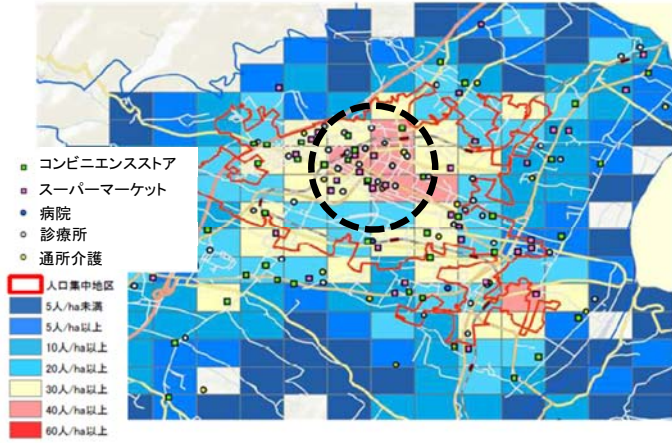 コンビニエンスストア
スーパーマーケット
病院
診療所
通所介護
人口集中地区
5人/ha未満
5人/ha以上
10人/ha以上
20人/ha以上
30人/ha以上
40人/ha以上
60人/ha以上